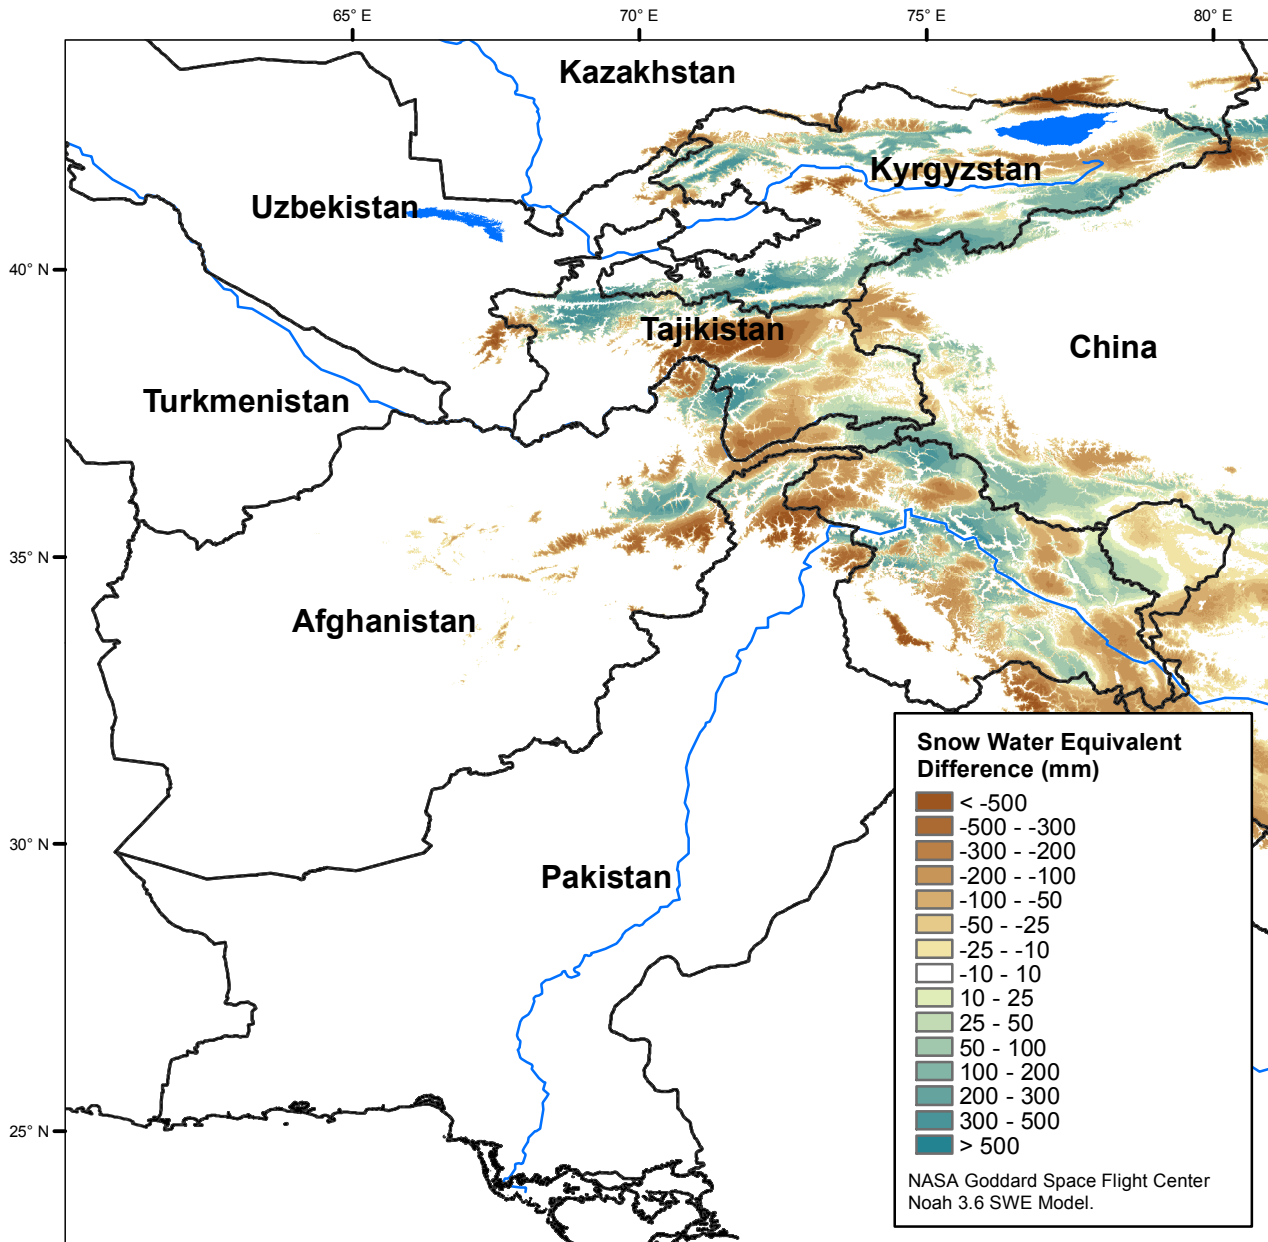 65° E
70° E
75° E
80° E
Kazakhstan
Kyrgyzstan
Uzbekistan
40° N
Tajikistan
China
Turkmenistan
35° N
Afghanistan
30° N
Pakistan
25° N
Snow Water Equivalent
Difference (mm)
< -500
-500 - -300
-300 - -200
-200 - -100
-100 - -50
-50 - -25
-25 - -10
-10 - 10
10 - 25
25 - 50
50 - 100
100 - 200
200 - 300
300 - 500
> 500
NASA Goddard Space Flight Center
Noah 3.6 SWE Model.